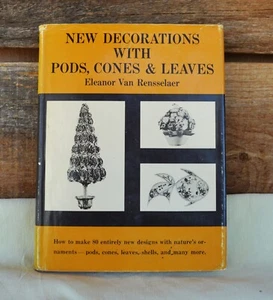 NEW DECORATIONS
WITH
PODS, CONES & LEAVES
Eleanor Van Rensselaer
How to make 80 entirely new designs with nature's or-
naments—pods, cones, leaves, shells, and many more.